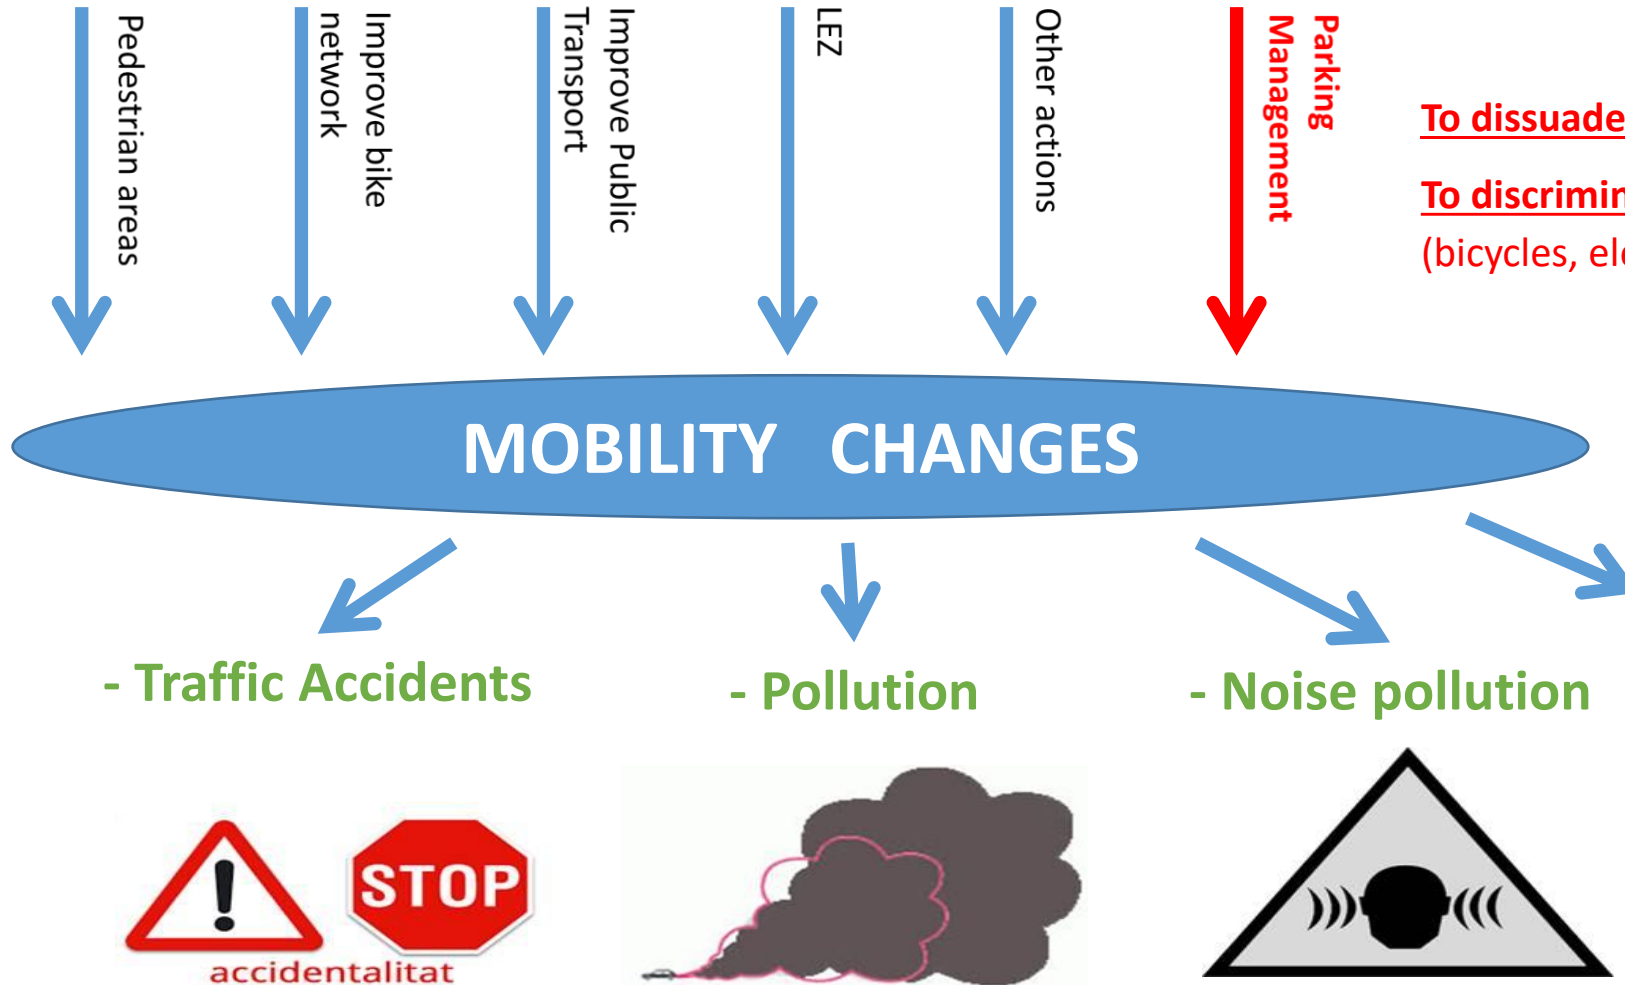 Pedestrian areas
Improve bike
network
Improve Public
Transport
LEZ
Other actions
Parking
Management
To dissuade
To discrimin
(bicycles, ele
MOBILITY CHANGES
- Traffic Accidents
- Pollution
- Noise pollution
STOP
accidentalitat